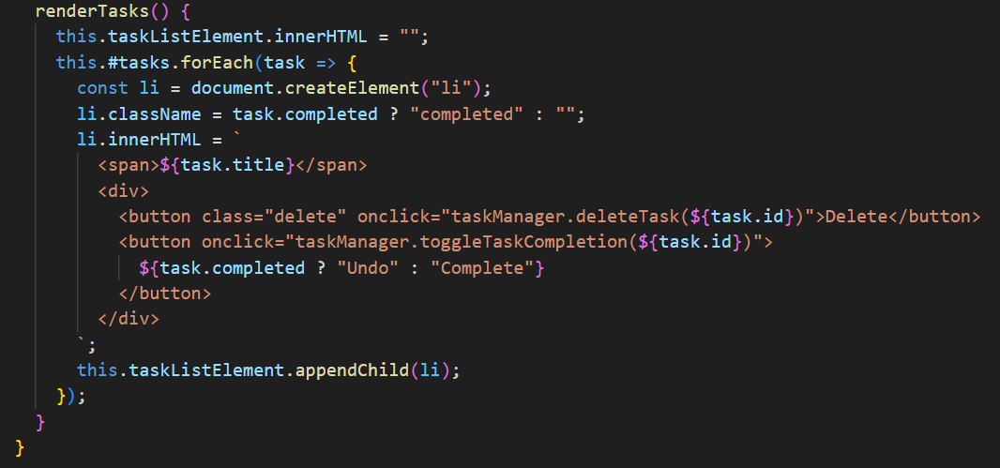 renderTasks() {
this.taskListElement.innerHTML = "";
this.#tasks.forEach(task => {
const li = document.createElement("li");
li.className = task.completed ? "completed" : "";
li.innerHTML = `
<span>${task.title}</span>
<div>
<button class="delete" onclick="taskManager.deleteTask(${task.id})">Delete</button>
<button onclick="taskManager.toggleTaskCompletion(${task.id})">
${task.completed ? "Undo" : "Complete"}
</button>
</div>
`;
this.taskListElement.appendChild(li);
});
}
}